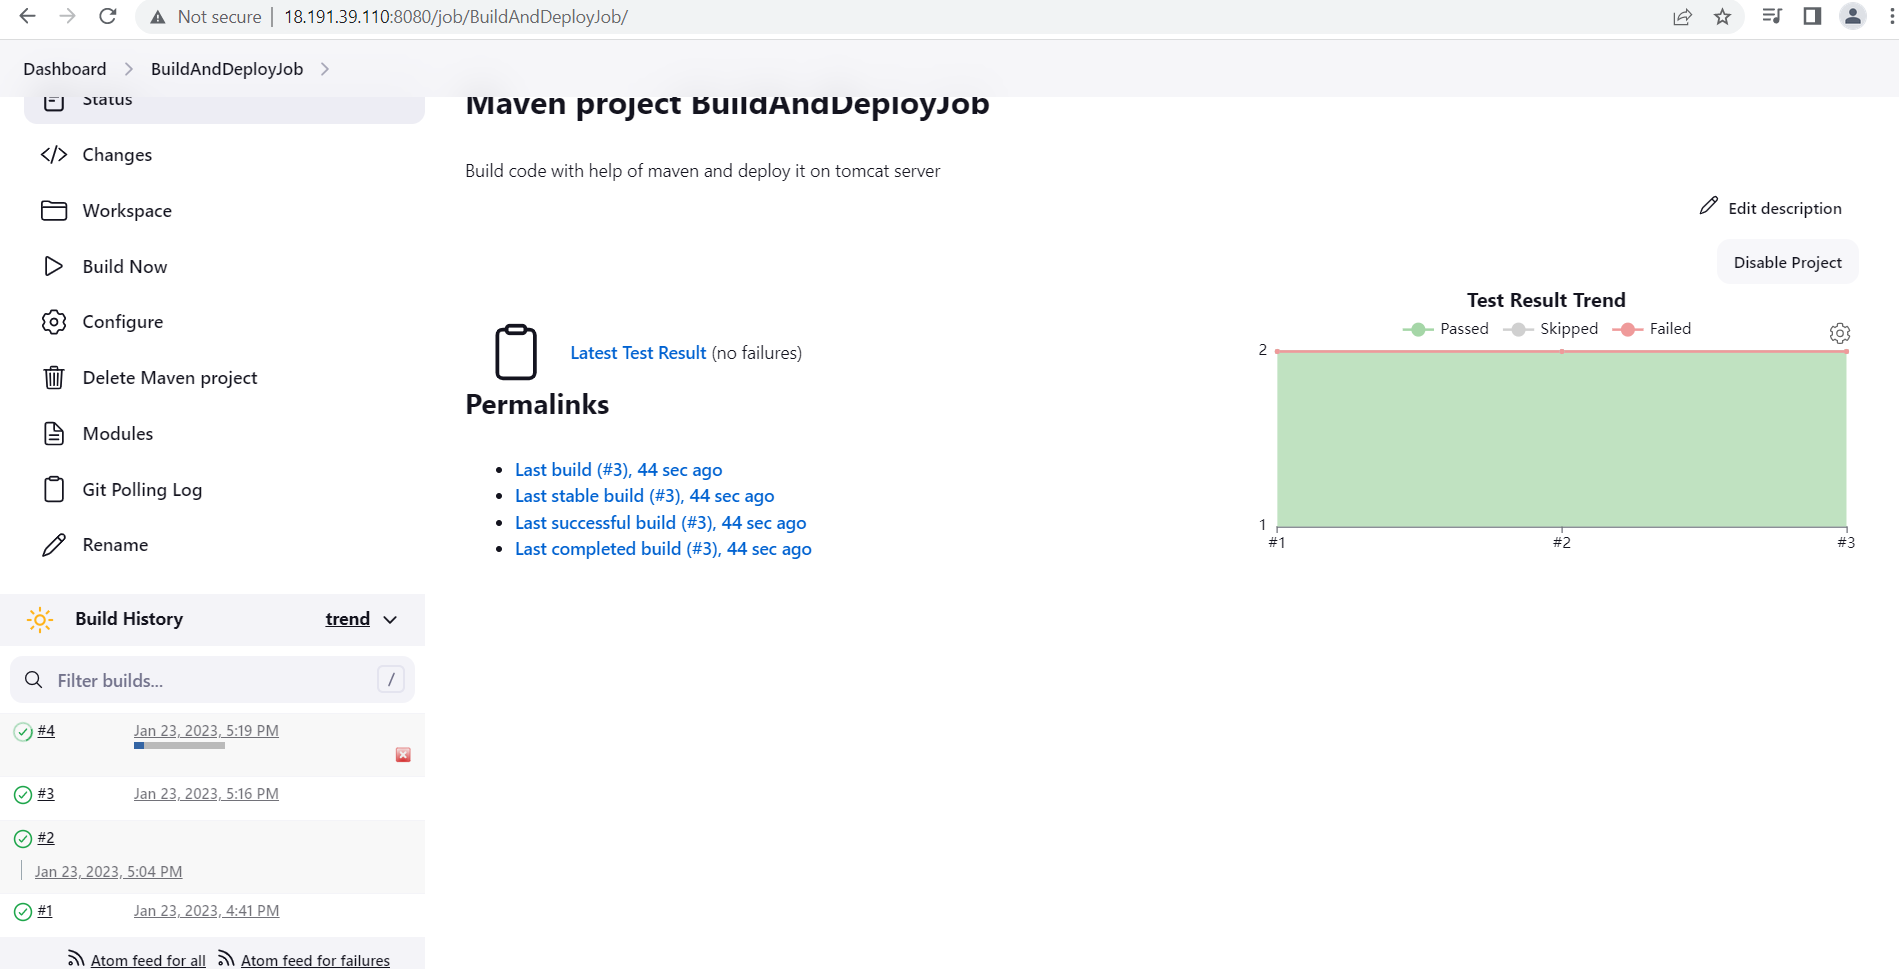 Not secure | 18.191.39.110:8080/job/BuildAndDeployJob/
Dashboard > BuildAndDeployJob >
Status
Changes
Workspace
Build Now
Configure
Delete Maven project
Modules
Git Polling Log
Rename
Build History trend
Filter builds... /
#4 Jan 23, 2023, 5:19 PM
#3 Jan 23, 2023, 5:16 PM
#2
Jan 23, 2023, 5:04 PM
#1 Jan 23, 2023, 4:41 PM
Atom feed for all Atom feed for failures
Maven project BuildAndDeployJob
Build code with help of maven and deploy it on tomcat server
Edit description
Disable Project
Latest Test Result (no failures)
Permalinks
Last build (#3), 44 sec ago
Last stable build (#3), 44 sec ago
Last successful build (#3), 44 sec ago
Last completed build (#3), 44 sec ago
Test Result Trend
Passed Skipped Failed
2
1
#1 #2 #3